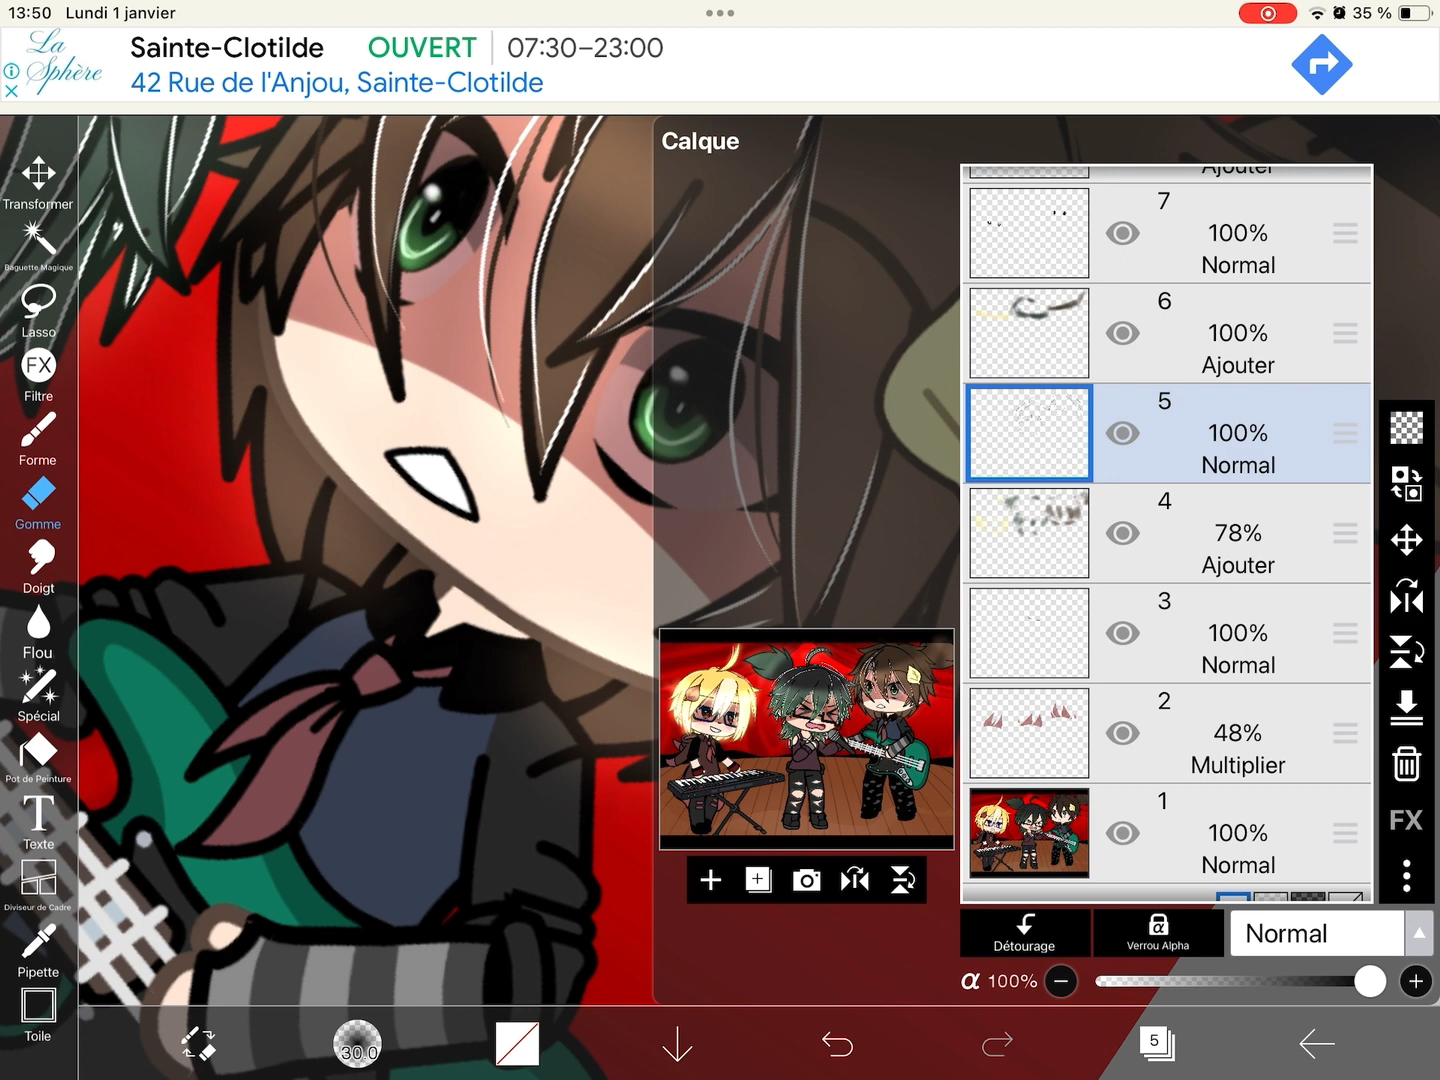 13:50 Lundi 1 janvier
35 %
La Sphère
Sainte-Clotilde OUVERT 07:30–23:00
42 Rue de l'Anjou, Sainte-Clotilde
Calque
Transformer
Baguette Magique
Lasso
FX
Filtre
Forme
Gomme
Doigt
Flou
Spécial
Pot de Peinture
T
Texte
Diviseur de Cadre
Pipette
Toile
Ajouter
7
100%
Normal
6
100%
Ajouter
5
100%
Normal
4
78%
Ajouter
3
100%
Normal
2
48%
Multiplier
1
100%
Normal
FX
Détourage
α
Verrou Alpha
Normal
α 100%
30.0
5